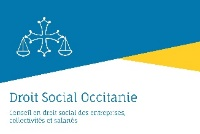 Droit Social Occitanie
Conseil en droit social des entreprises,
collectivités et salariés